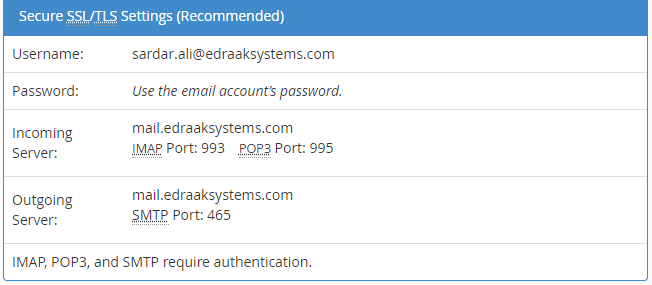 Secure SSL/TLS Settings (Recommended)
Username: sardar.ali@edraaksystems.com
Password: Use the email account’s password.
Incoming Server: mail.edraaksystems.com
IMAP Port: 993 POP3 Port: 995
Outgoing Server: mail.edraaksystems.com
SMTP Port: 465
IMAP, POP3, and SMTP require authentication.